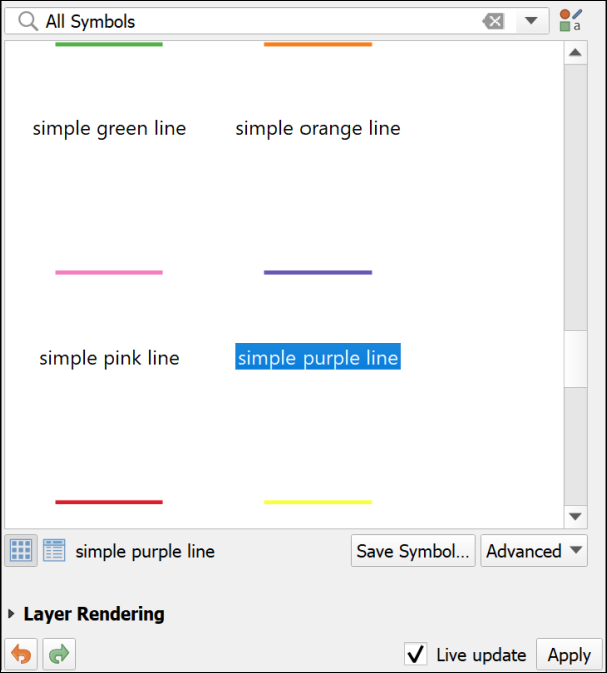 All Symbols
a
simple green line simple orange line
simple pink line simple purple line
simple purple line Save Symbol... Advanced
Layer Rendering
Live update Apply